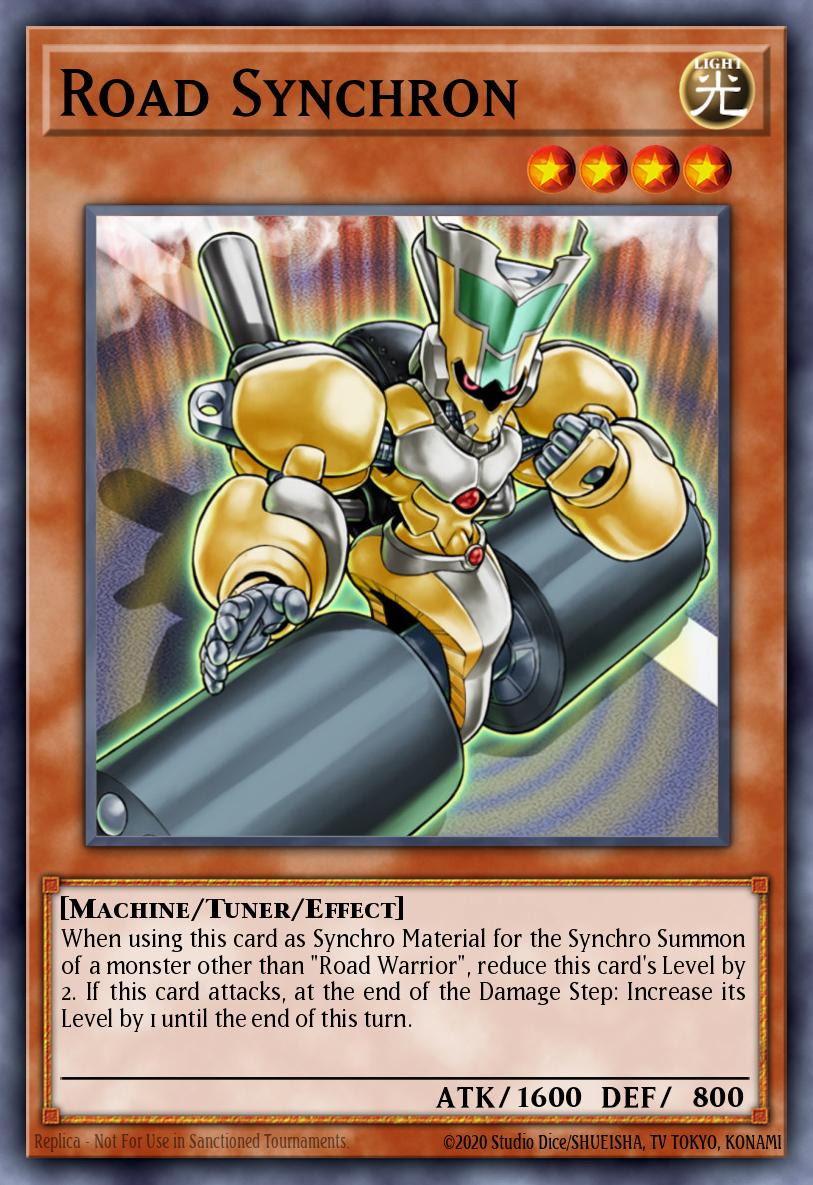 Road Synchron
LIGHT
光
[Machine/Tuner/Effect]
When using this card as Synchro Material for the Synchro Summon
of a monster other than "Road Warrior", reduce this card's Level by
2. If this card attacks, at the end of the Damage Step: Increase its
Level by 1 until the end of this turn.
ATK/1600 DEF/ 800
Replica - Not For Use in Sanctioned Tournaments.
©2020 Studio Dice/SHUEISHA, TV TOKYO, KONAMI